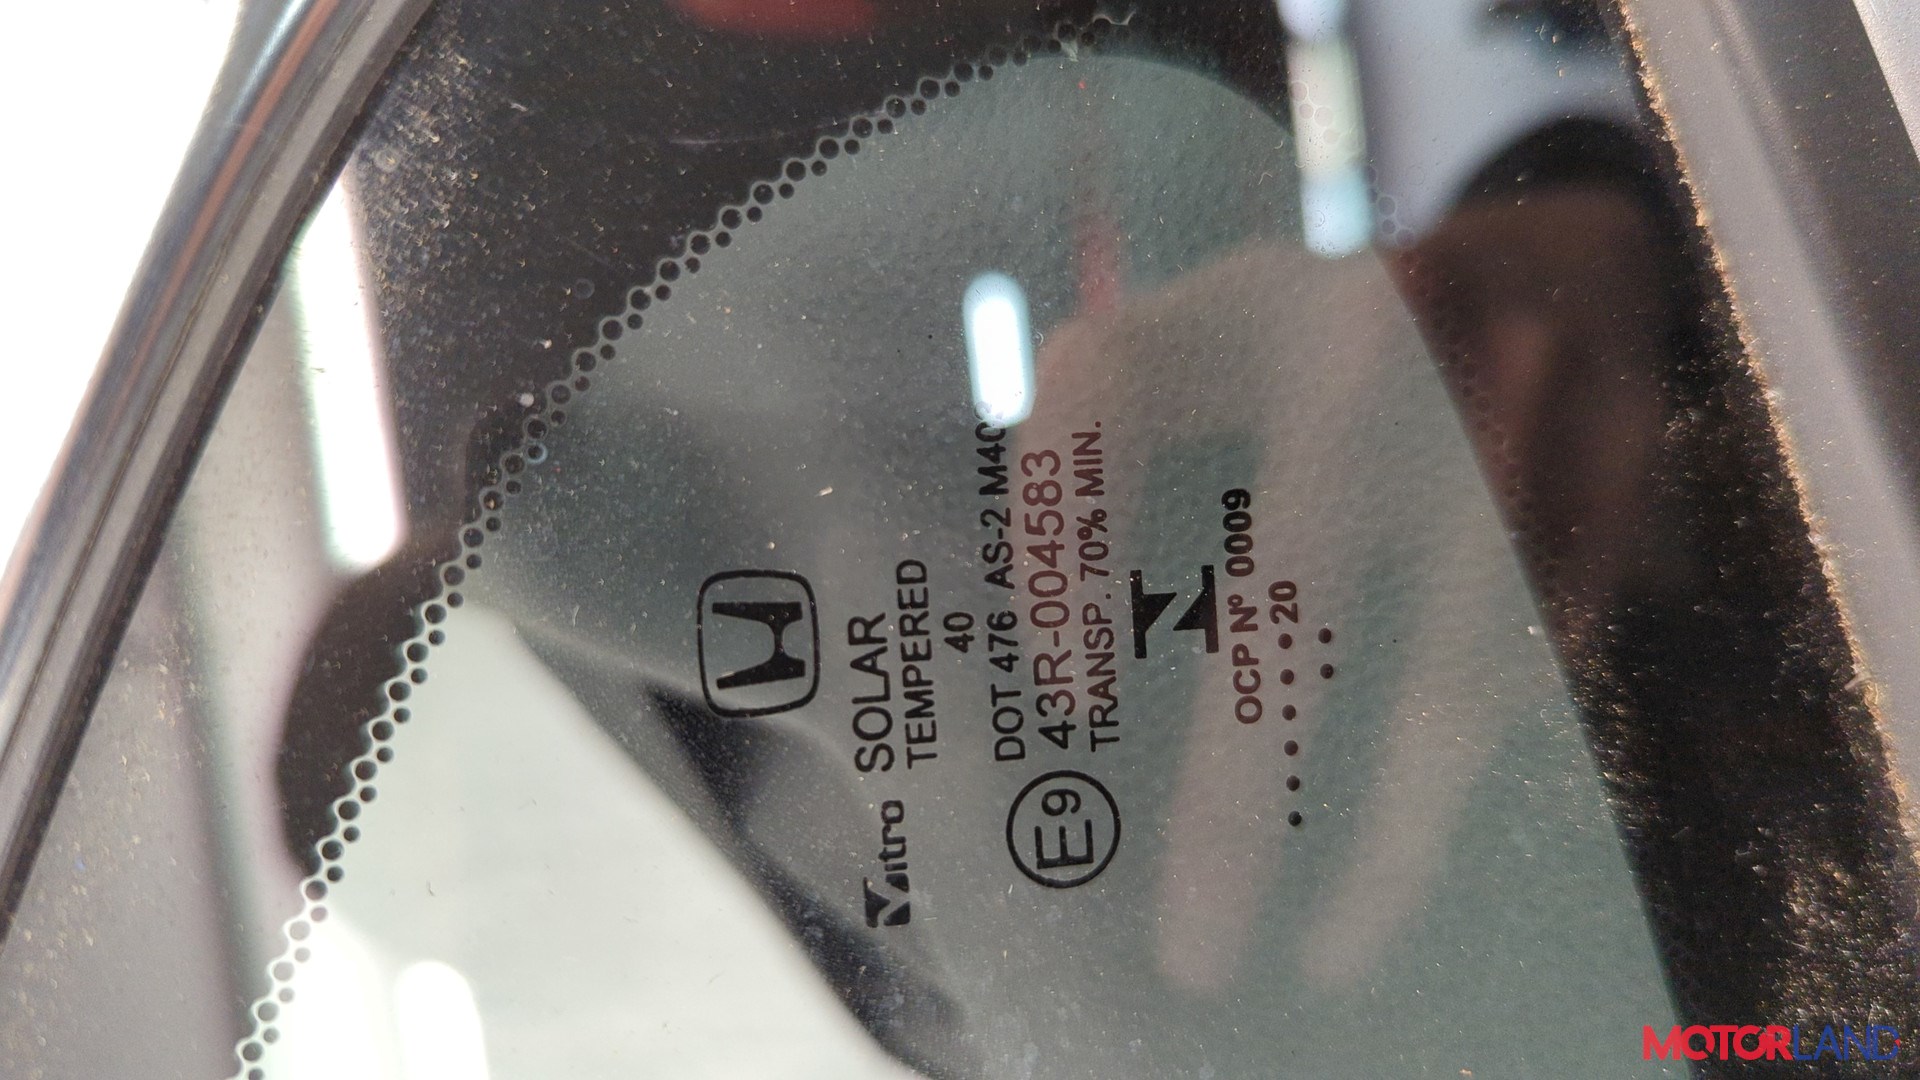 Vitro SOLAR
TEMPERED
40
DOT 476 AS-2
E9 43R-004583
TRANSP. 70% MIN.
OCP Nº 0009
••••••20
••
MOTORLAND